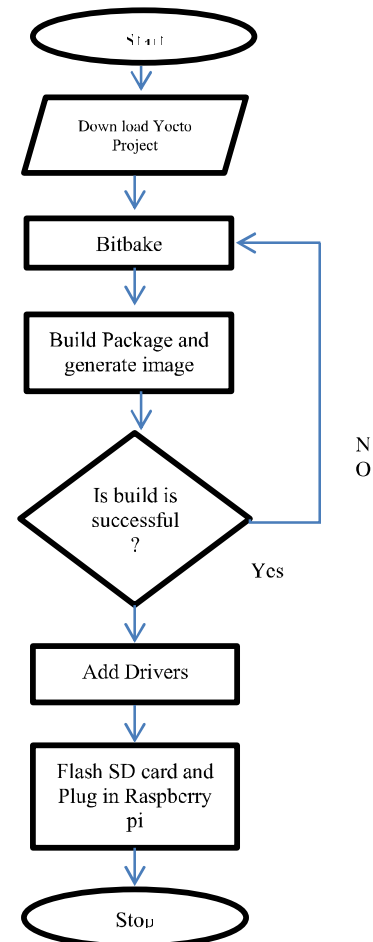 Down load Yocto
Project
Bitbake
Build Package and
generate image
Is build is
successful
?
N
O
Yes
Add Drivers
Flash SD card and
Plug in Raspberry
pi
Stop